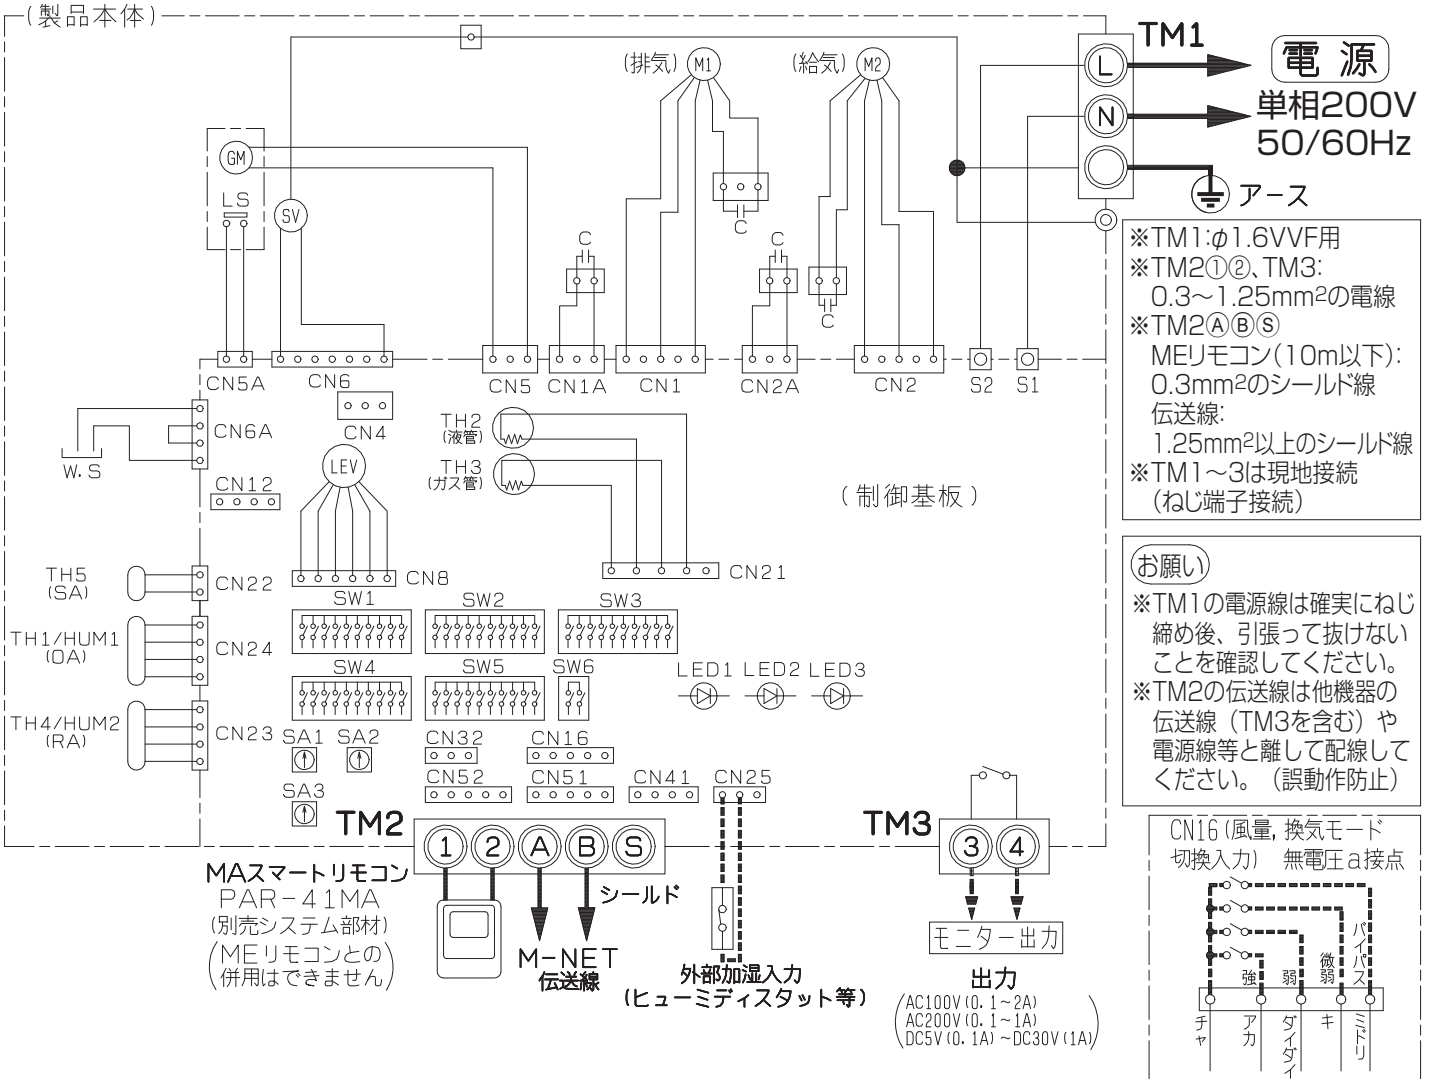 (製品本体)
TM1
電源
単相200V
50/60Hz
L
N
アース
(排気)
M1
(給気)
M2
GM
LS
SV
C
C
C
C
CN5A
CN6
CN5
CN1A
CN1
CN2A
CN2
S2
S1
CN4
CN6A
W.S
CN12
LEV
TH2
(液管)
TH3
(ガス管)
(制御基板)
CN8
CN21
TH5
(SA)
CN22
TH1/HUM1
(OA)
CN24
TH4/HUM2
(RA)
CN23
SW1
SW2
SW3
SW4
SW5
SW6
LED1
LED2
LED3
SA1
SA2
SA3
CN32
CN16
CN52
CN51
CN41
CN25
TM2
1
2
A
B
S
TM3
3
4
MAスマートリモコン
PAR-41MA
(別売システム部材)
(MEリモコンとの
併用はできません)
シールド
M-NET
伝送線
外部加湿入力
(ヒューミディスタット等)
モニター出力
出力
(AC100V(0.1~2A)
AC200V(0.1~1A)
DC5V(0.1A)~DC30V(1A))
※TM1:φ1.6VVF用
※TM2①②、TM3:
0.3~1.25mm²の電線
※TM2ⒶⒷⓈ
MEリモコン(10m以下):
0.3mm²のシールド線
伝送線:
1.25mm²以上のシールド線
※TM1~3は現地接続
(ねじ端子接続)
お願い
※TM1の電源線は確実にねじ
締め後、引張って抜けない
ことを確認してください。
※TM2の伝送線は他機器の
伝送線(TM3を含む)や
電源線等と離して配線して
ください。(誤動作防止)
CN16(風量,換気モード
切換入力) 無電圧a接点
強
弱
微弱
バイパス
チャ
アカ
ダイダイ
キ
ミドリ